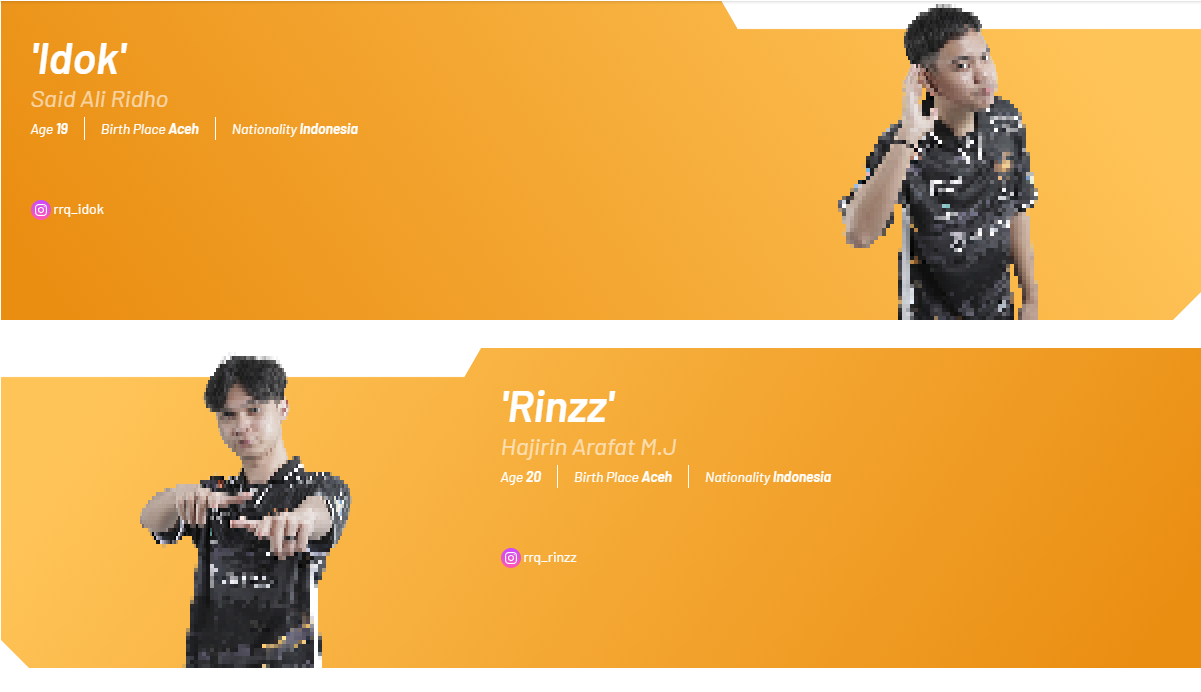 'Idok'
Said Ali Ridho
Age 19 Birth Place Aceh Nationality Indonesia
rrq_idok
'Rinzz'
Hajirin Arafat M.J
Age 20 Birth Place Aceh Nationality Indonesia
rrq_rinzz